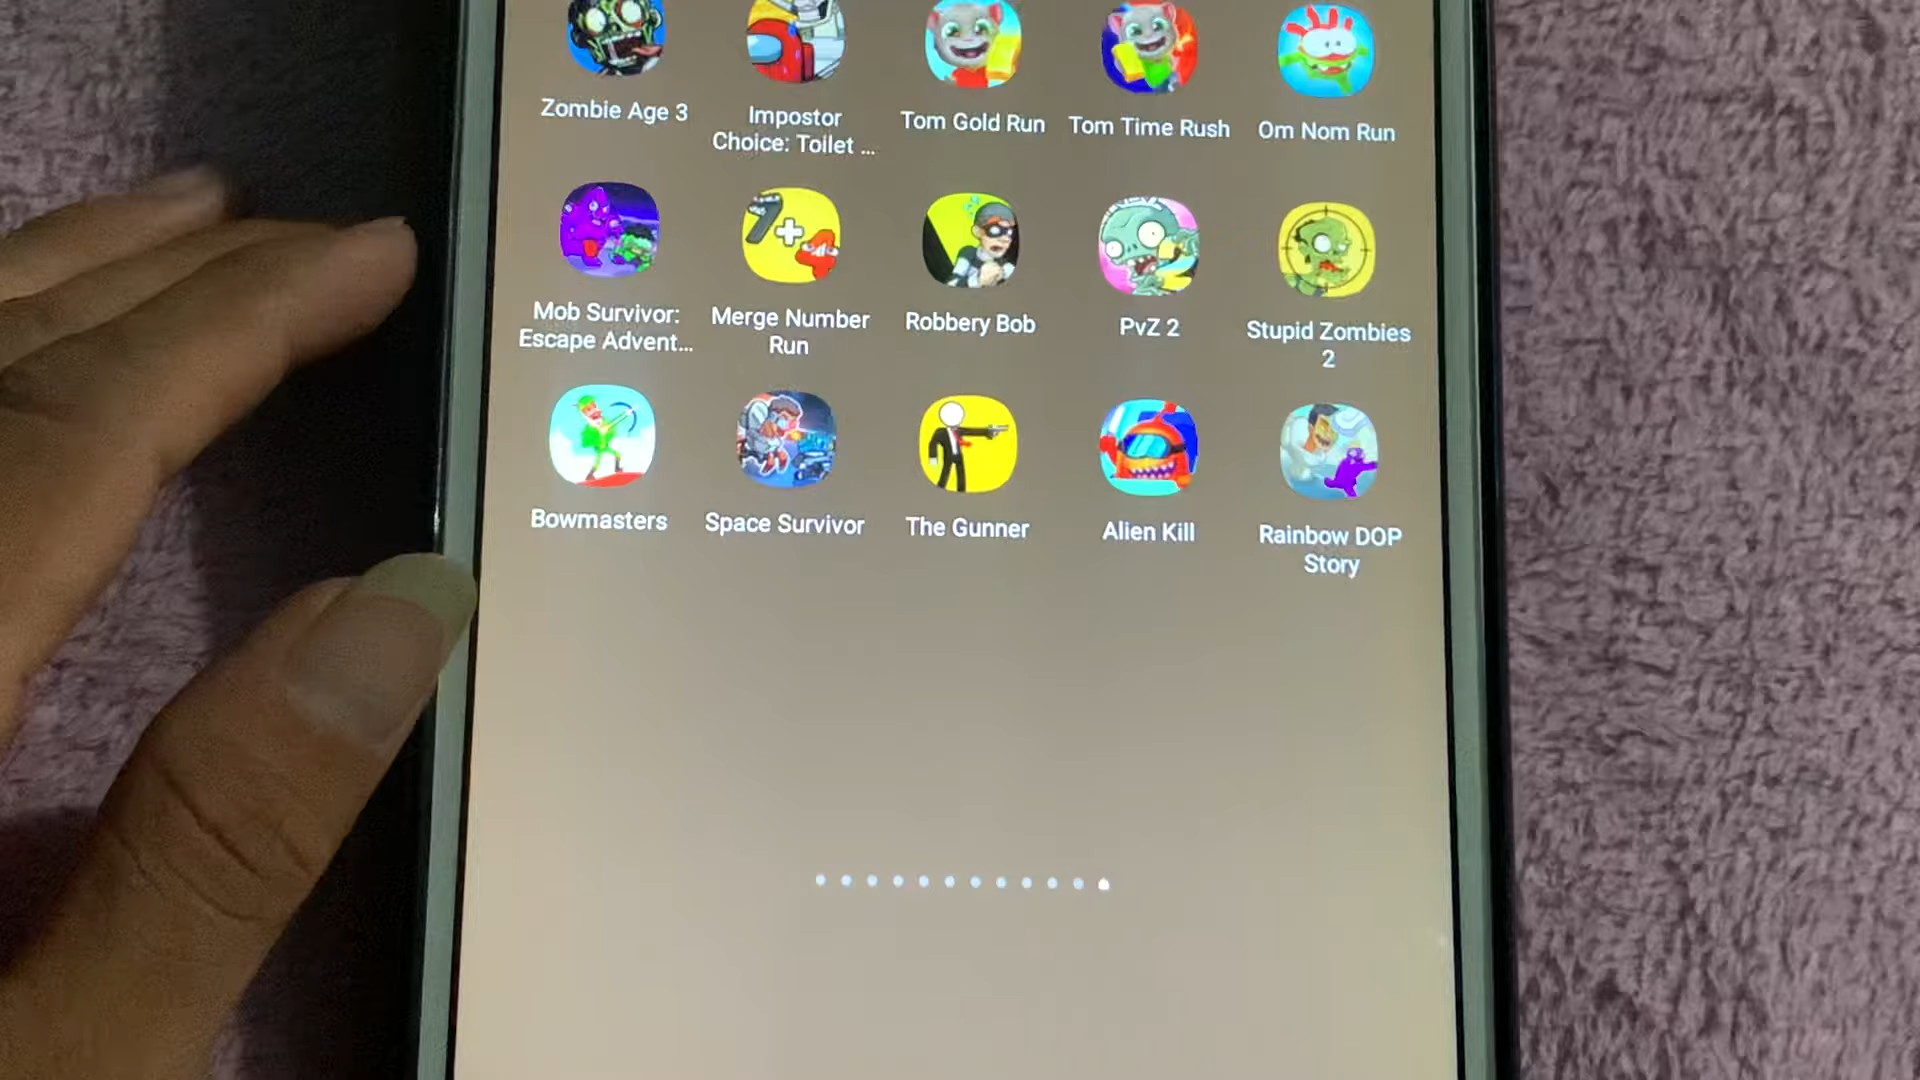 Zombie Age 3
Impostor
Choice: Toilet ...
Tom Gold Run
Tom Time Rush
Om Nom Run
Mob Survivor:
Escape Advent...
Merge Number
Run
Robbery Bob
PvZ 2
Stupid Zombies
2
Bowmasters
Space Survivor
The Gunner
Alien Kill
Rainbow DOP
Story